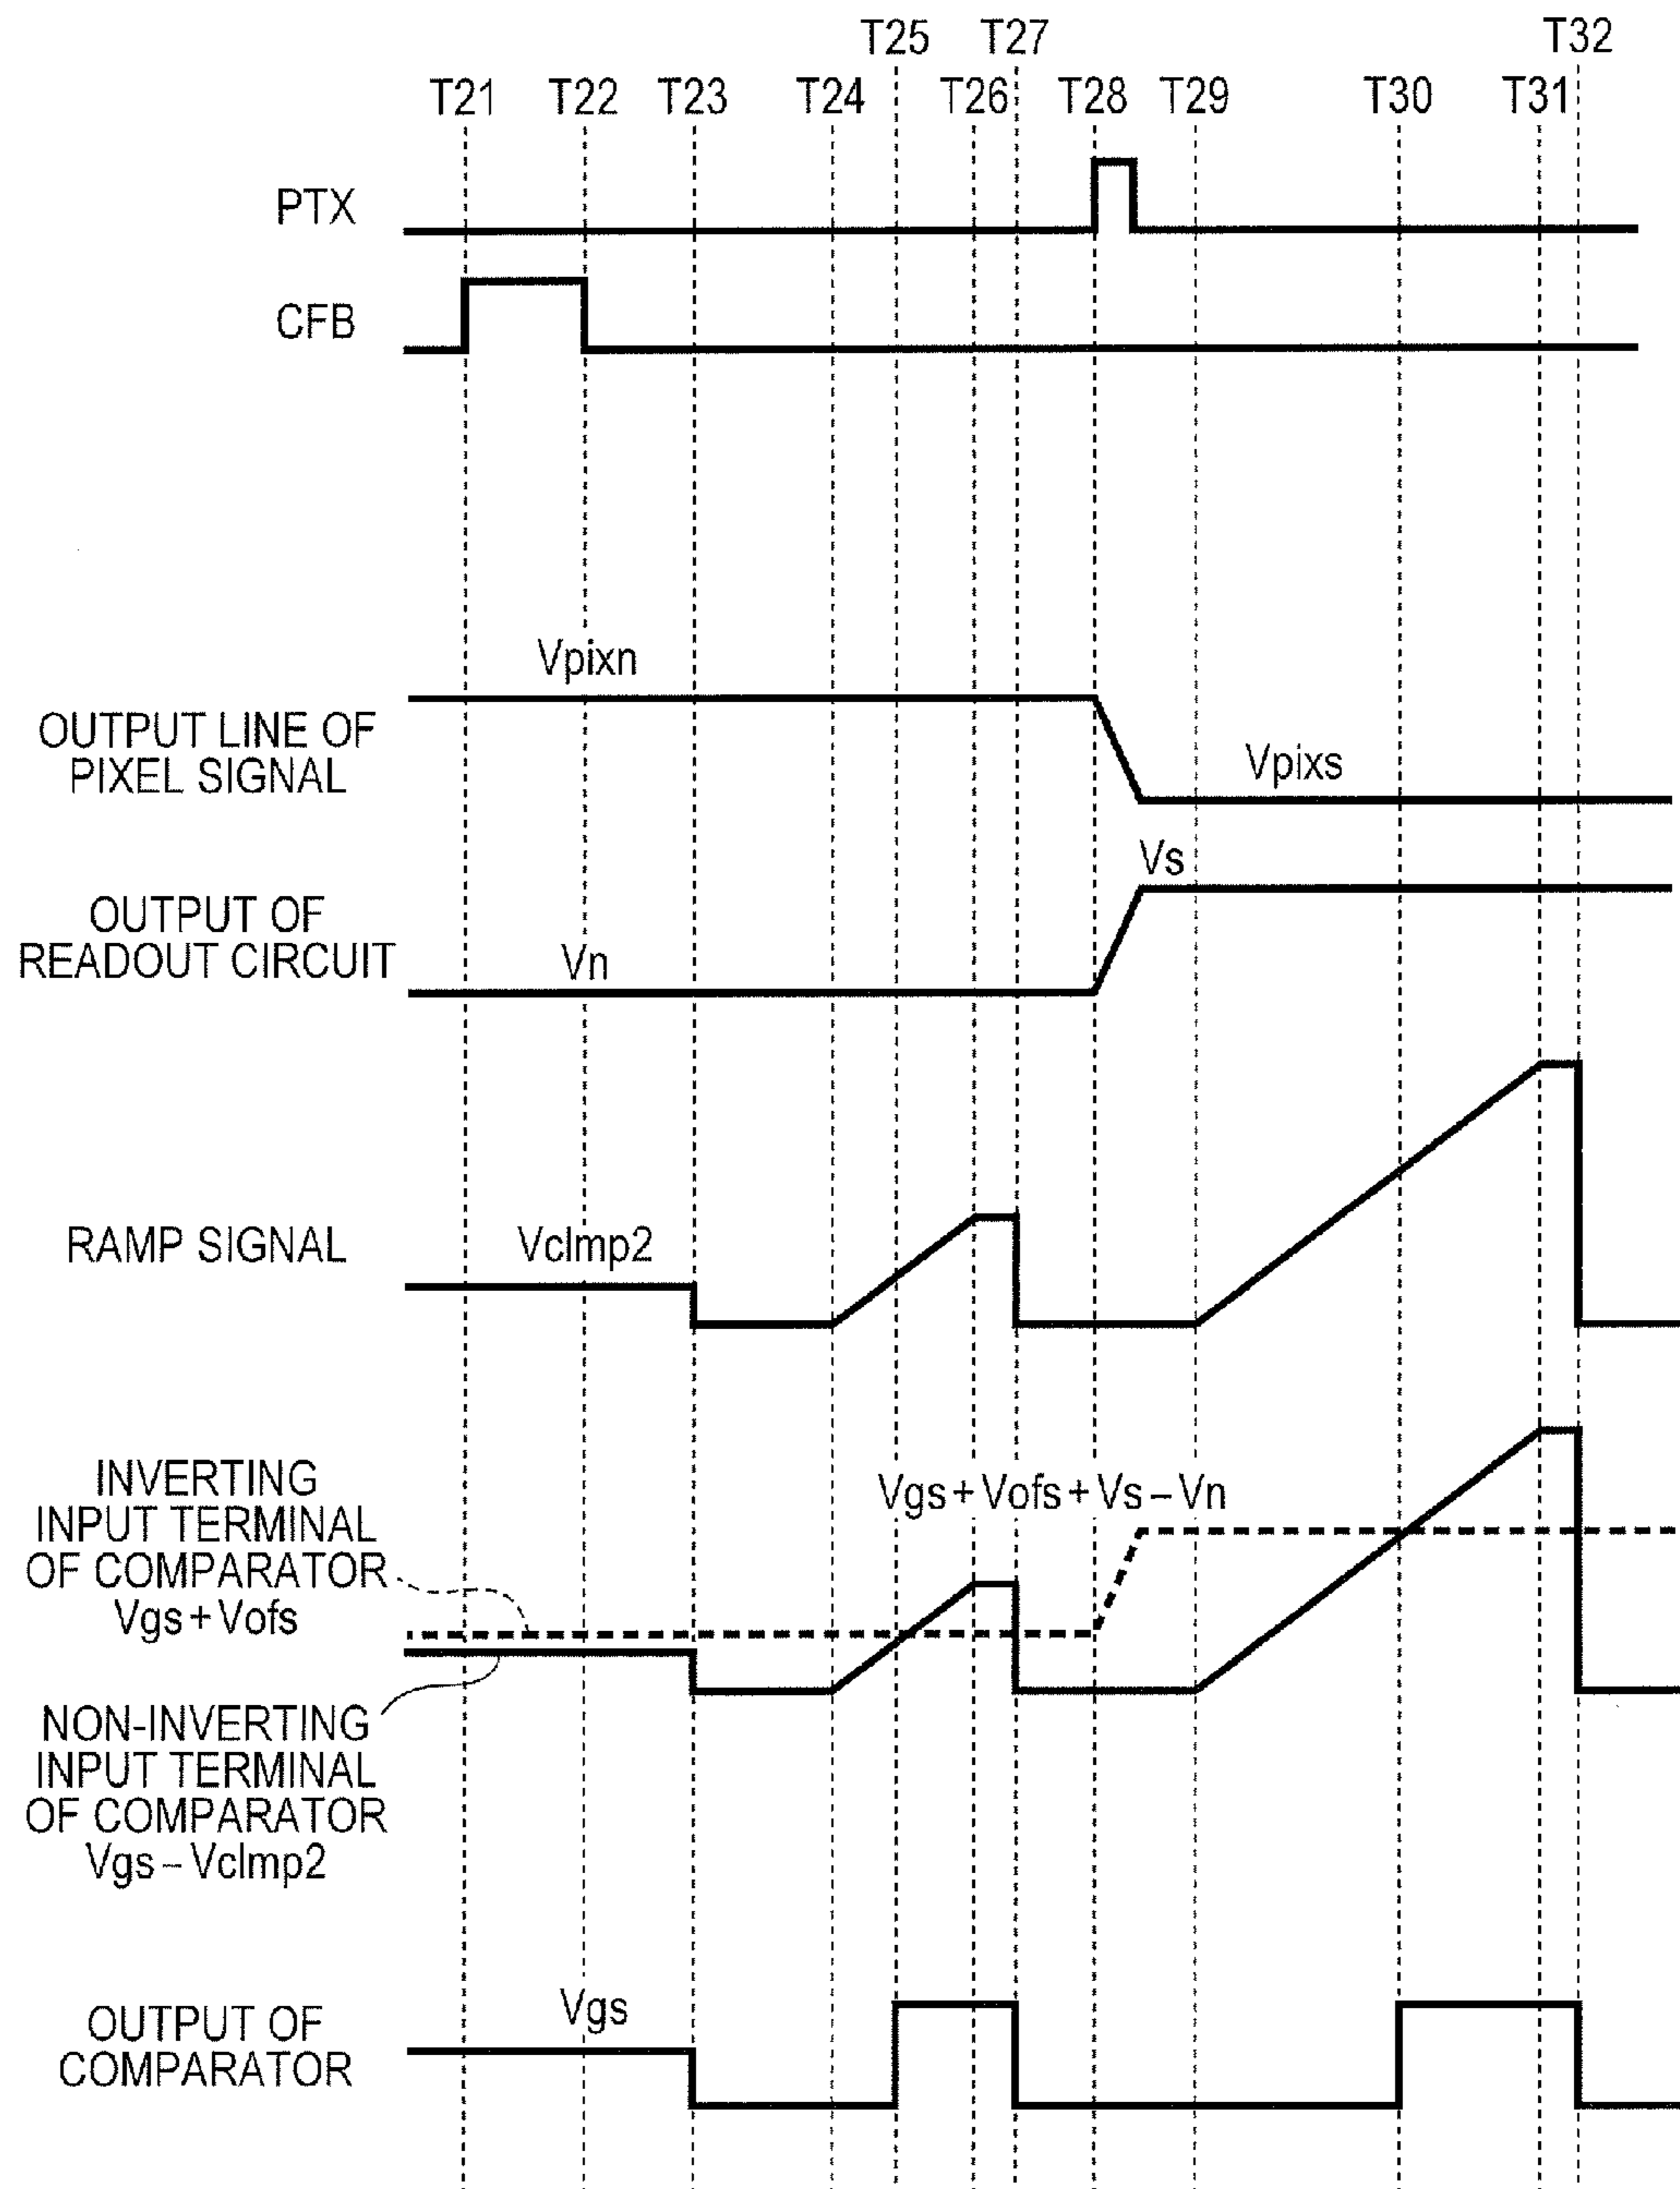 T25 T27 T32
T21 T22 T23 T24 T26 T28 T29 T30 T31
PTX
CFB
Vpixn
OUTPUT LINE OF
PIXEL SIGNAL
Vpixs
Vs
OUTPUT OF
READOUT CIRCUIT
Vn
RAMP SIGNAL
Vclmp2
INVERTING
INPUT TERMINAL
OF COMPARATOR
Vgs+Vofs
Vgs+Vofs+Vs–Vn
NON-INVERTING
INPUT TERMINAL
OF COMPARATOR
Vgs–Vclmp2
OUTPUT OF
COMPARATOR
Vgs